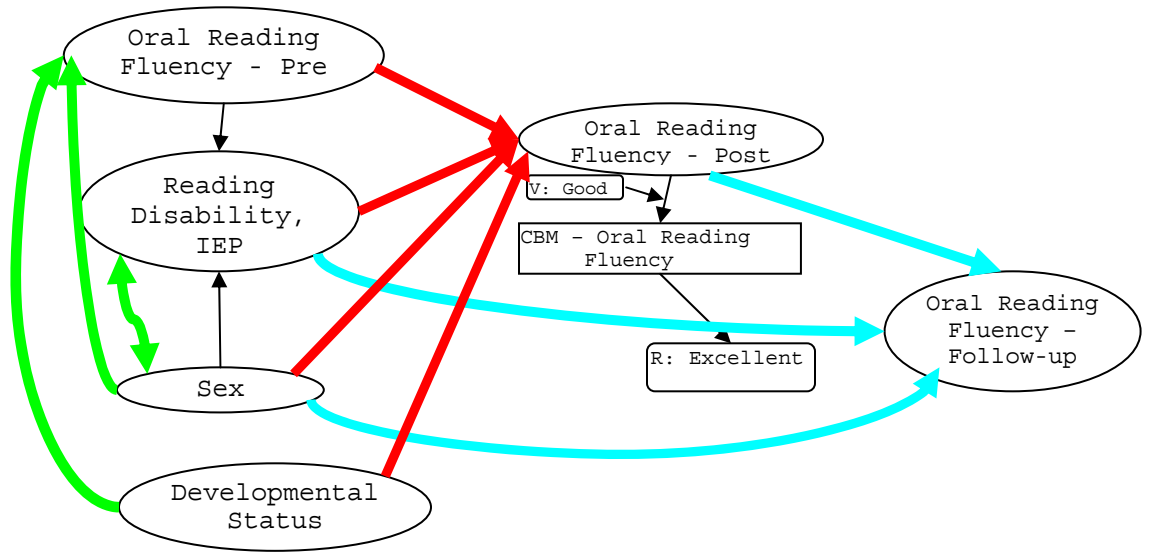 Oral Reading
Fluency - Pre
Reading
Disability,
IEP
Sex
Developmental
Status
Oral Reading
Fluency - Post
V: Good
CBM – Oral Reading
Fluency
R: Excellent
Oral Reading
Fluency –
Follow-up